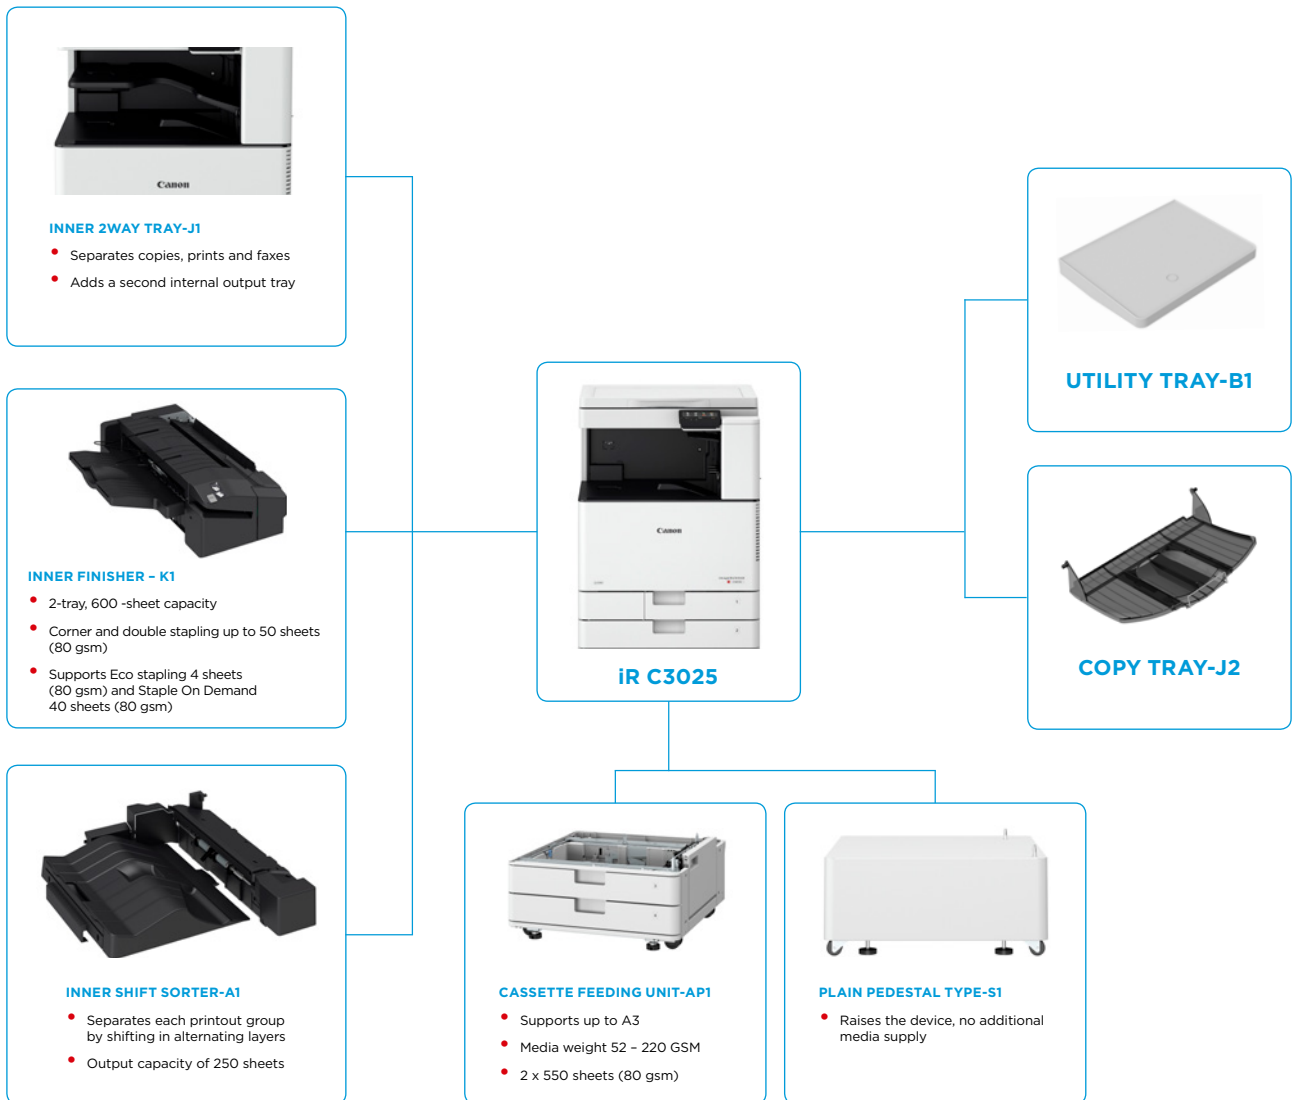 Canon
INNER 2WAY TRAY-J1
• Separates copies, prints and faxes
• Adds a second internal output tray
INNER FINISHER – K1
• 2-tray, 600 -sheet capacity
• Corner and double stapling up to 50 sheets
(80 gsm)
• Supports Eco stapling 4 sheets
(80 gsm) and Staple On Demand
40 sheets (80 gsm)
INNER SHIFT SORTER-A1
• Separates each printout group
by shifting in alternating layers
• Output capacity of 250 sheets
Canon
iR C3025
CASSETTE FEEDING UNIT-AP1
• Supports up to A3
• Media weight 52 – 220 GSM
• 2 x 550 sheets (80 gsm)
PLAIN PEDESTAL TYPE-S1
• Raises the device, no additional
media supply
UTILITY TRAY-B1
COPY TRAY-J2